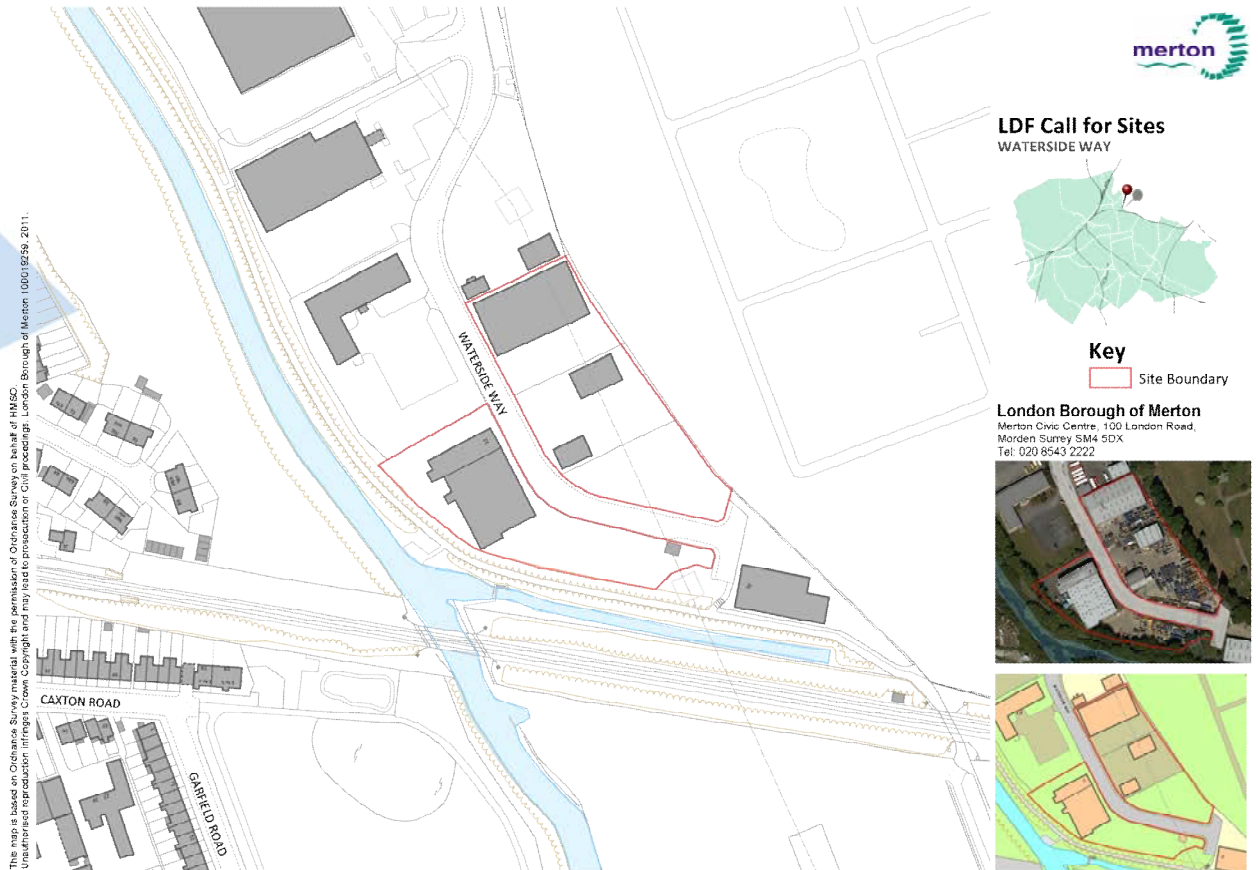 merton
LDF Call for Sites
WATERSIDE WAY
Key
Site Boundary
London Borough of Merton
Merton Civic Centre, 100 London Road,
Morden Surrey SM4 5DX
Tel: 020 8543 2222
WATERSIDE WAY
CAXTON ROAD
GARFIELD ROAD
This map is based on Ordnance Survey material with the permission of Ordnance Survey on behalf of HMSO.
Unauthorised reproduction infringes Crown Copyright and may lead to prosecution or Civil procedings. London Borough of Merton 100019259. 2011.